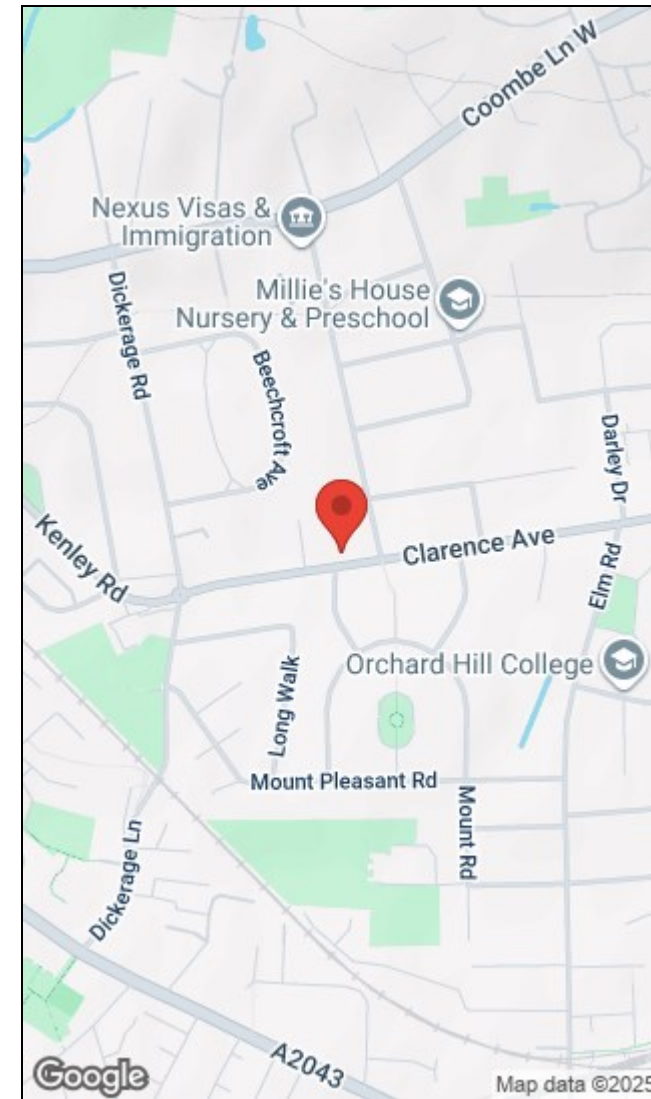 Coombe Ln W
Nexus Visas &
Immigration
Millie's House
Nursery & Preschool
Dickerage Rd
Beechcroft Ave
Darley Dr
Kenley Rd
Clarence Ave
Elm Rd
Orchard Hill College
Long Walk
Mount Pleasant Rd
Mount Rd
Dickerage Ln
A2043
Google
Map data ©2025